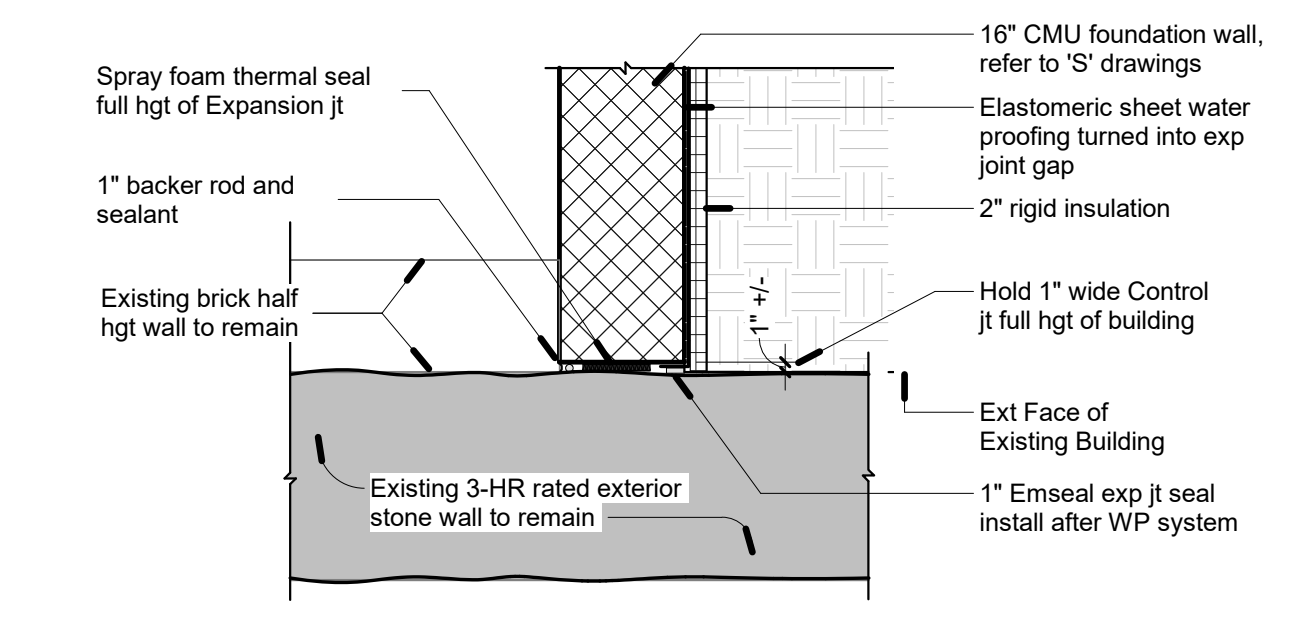 Spray foam thermal seal
full hgt of Expansion jt
1" backer rod and
sealant
Existing brick half
hgt wall to remain
16" CMU foundation wall,
refer to 'S' drawings
Elastomeric sheet water
proofing turned into exp
joint gap
2" rigid insulation
1" +/-
Hold 1" wide Control
jt full hgt of building
Ext Face of
Existing Building
1" Emseal exp jt seal
install after WP system
Existing 3-HR rated exterior
stone wall to remain